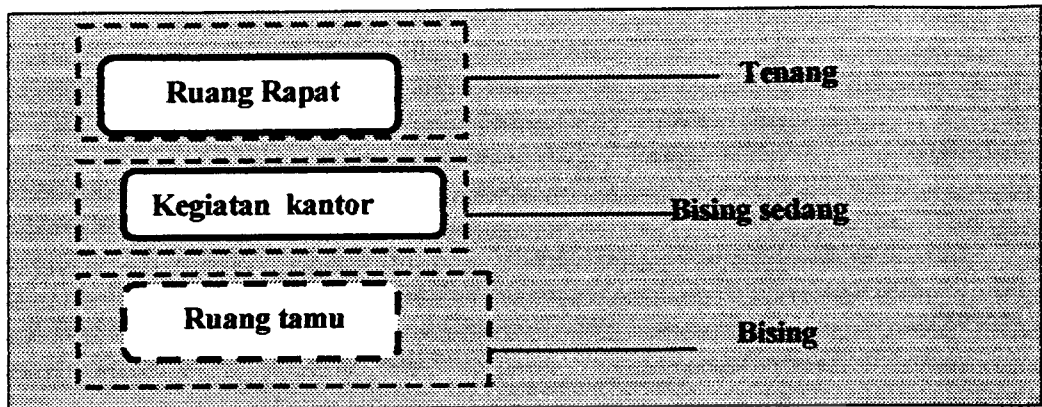 Ruang Rapat
Tenang
Kegiatan kantor
Bising sedang
Ruang tamu
Bising